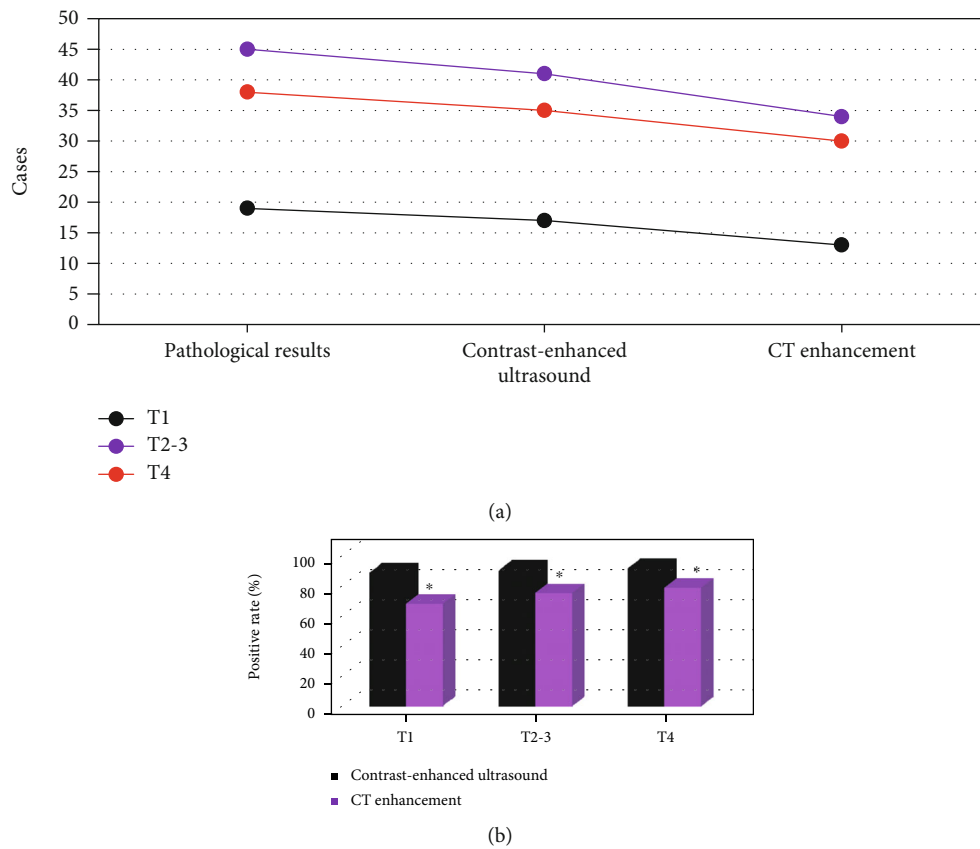 50
45
40
35
30
25
20
15
10
5
0
Cases
Pathological results
Contrast-enhanced
ultrasound
CT enhancement
T1
T2-3
T4
(a)
100
80
60
40
20
0
Positive rate (%)
*
*
*
T1
T2-3
T4
Contrast-enhanced ultrasound
CT enhancement
(b)